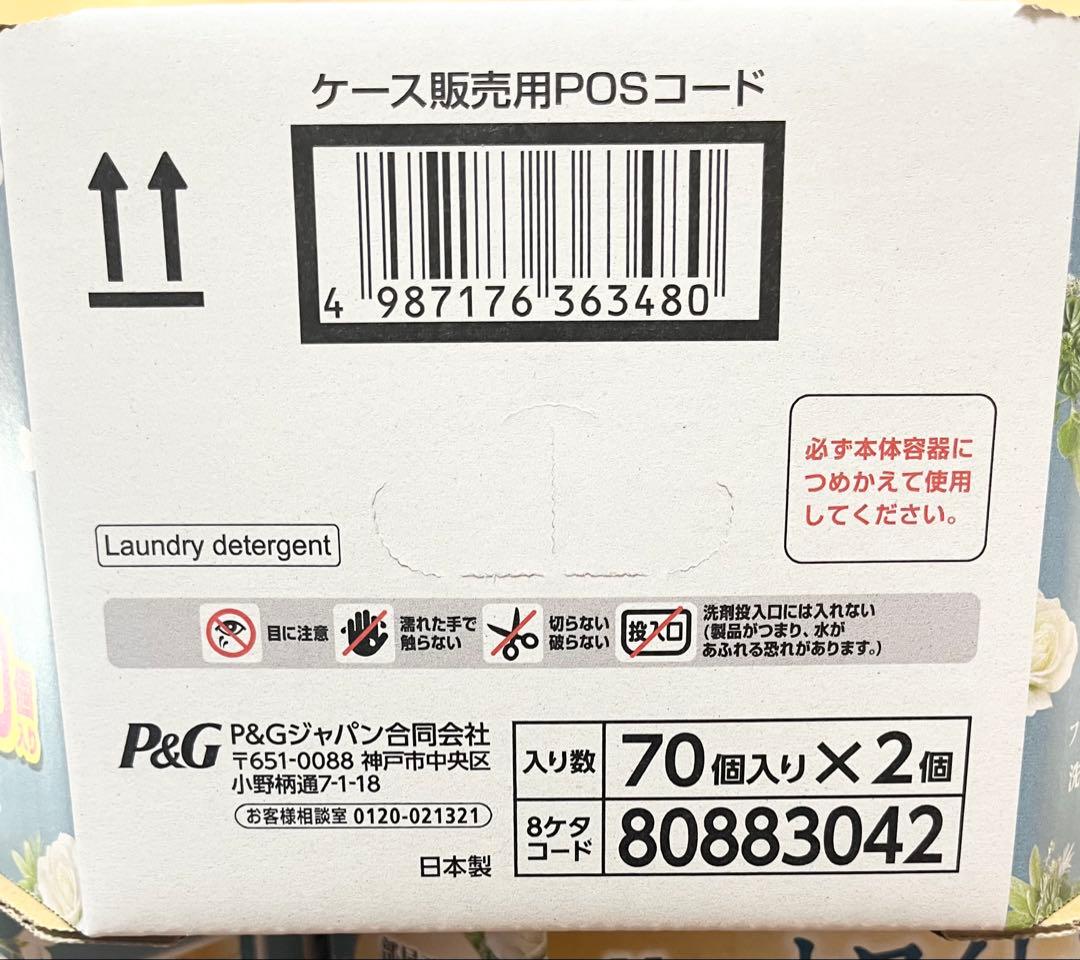 ケース販売用POSコード
4 987176 363480
必ず本体容器に
つめかえて使用
してください。
Laundry detergent
目に注意
濡れた手で
触らない
切らない
破らない
投入口
洗剤投入口には入れない
(製品がつまり、水が
あふれる恐れがあります。)
P&G
P&Gジャパン合同会社
〒651-0088 神戸市中央区
小野柄通7-1-18
お客様相談室 0120-021321
日本製
入り数 70個入り×2個
8ケタ
コード
80883042